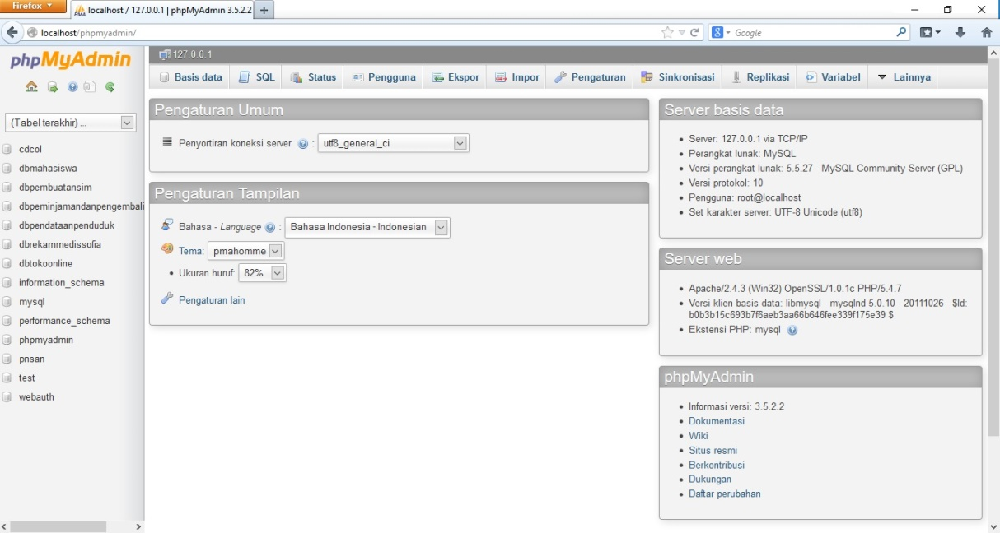 Firefox
localhost / 127.0.0.1 | phpMyAdmin 3.5.2.2
localhost/phpmyadmin/
Google
phpMyAdmin
127.0.0.1
Basis data
SQL
Status
Pengguna
Ekspor
Impor
Pengaturan
Sinkronisasi
Replikasi
Variabel
Lainnya
(Tabel terakhir) ...
cdcol
dbmahasiswa
dbpembuatansim
dbpeminjamandanpengembali
dbpendataanpenduduk
dbrekammedissofia
dbtokoonline
information_schema
mysql
performance_schema
phpmyadmin
pnsan
test
webauth
Pengaturan Umum
Penyortiran koneksi server : utf8_general_ci
Pengaturan Tampilan
Bahasa - Language : Bahasa Indonesia - Indonesian
Tema: pmahomme
Ukuran huruf: 82%
Pengaturan lain
Server basis data
Server: 127.0.0.1 via TCP/IP
Perangkat lunak: MySQL
Versi perangkat lunak: 5.5.27 - MySQL Community Server (GPL)
Versi protokol: 10
Pengguna: root@localhost
Set karakter server: UTF-8 Unicode (utf8)
Server web
Apache/2.4.3 (Win32) OpenSSL/1.0.1c PHP/5.4.7
Versi klien basis data: libmysql - mysqlnd 5.0.10 - 20111026 - $Id:
b0b3b15c693b7f6aeb3aa66b646fee339f175e39 $
Ekstensi PHP: mysql
phpMyAdmin
Informasi versi: 3.5.2.2
Dokumentasi
Wiki
Situs resmi
Berkontribusi
Dukungan
Daftar perubahan